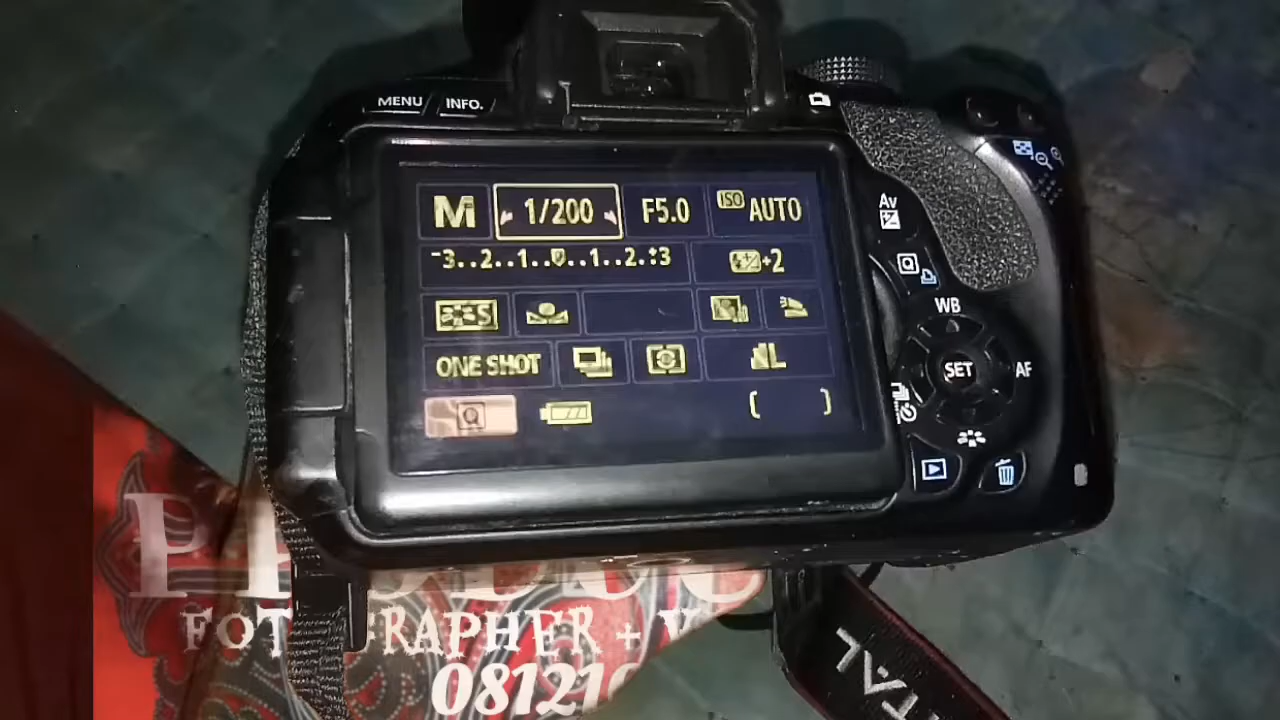 MENU INFO.
M 1/200 F5.0 ISO AUTO
-3..2..1..0..1..2.:3 +2
S
ONE SHOT L
Q [ ]
Av
Q
WB
SET
AF
FOT GRAPHER + V
08121
TAL